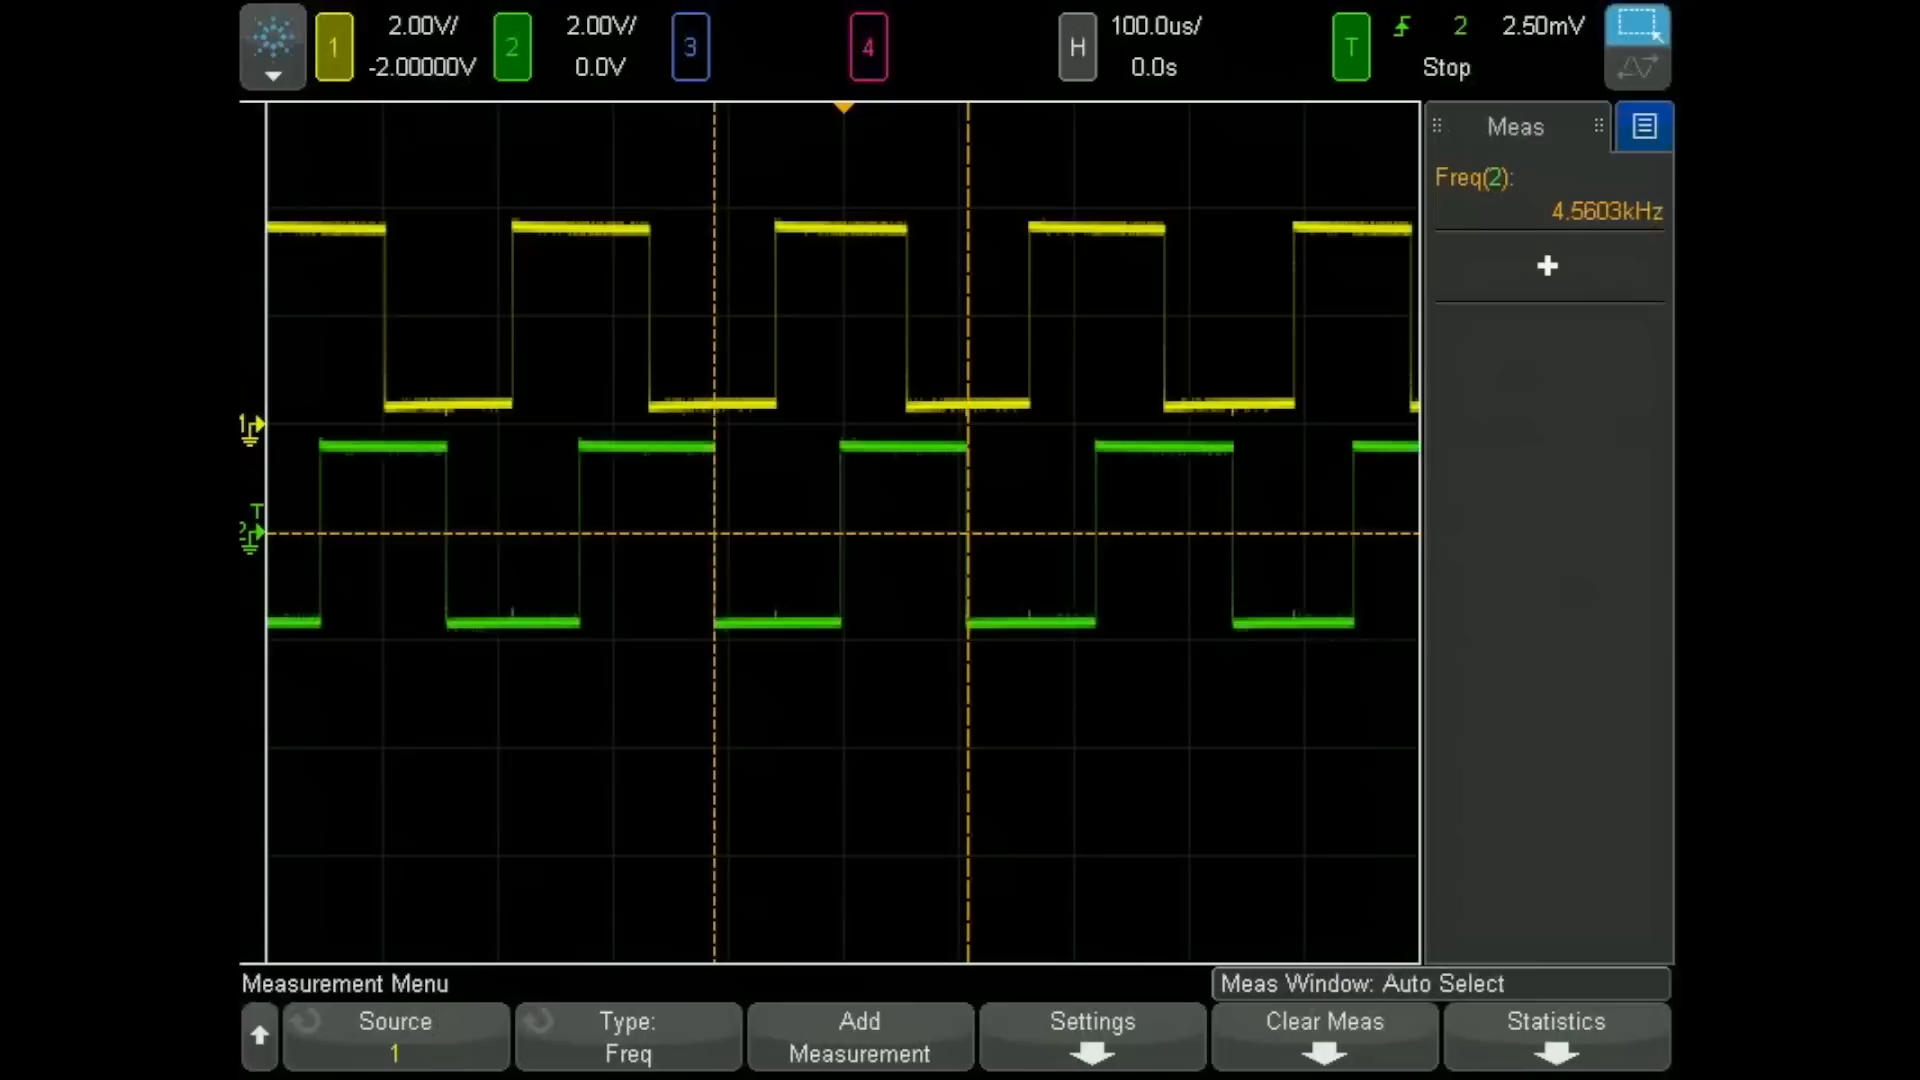 1
2.00V/
-2.00000V
2
2.00V/
0.0V
3
4
H
100.0us/
0.0s
T
2
2.50mV
Stop
Meas
Freq(2):
4.5603kHz
1
T
2
Measurement Menu
Meas Window: Auto Select
Source
1
Type:
Freq
Add
Measurement
Settings
Clear Meas
Statistics